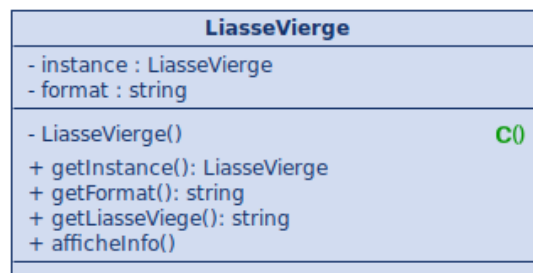 LiasseVierge
- instance : LiasseVierge
- format : string
- LiasseVierge() C()
+ getInstance(): LiasseVierge
+ getFormat(): string
+ getLiasseViege(): string
+ afficheInfo()